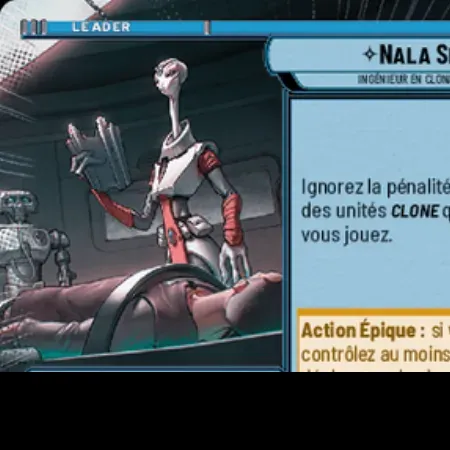 LEADER
NALA S
INGÉNIEUR EN CLON
Ignorez la pénalité
des unités CLONE q
vous jouez.
Action Épique : si
contrôlez au moins